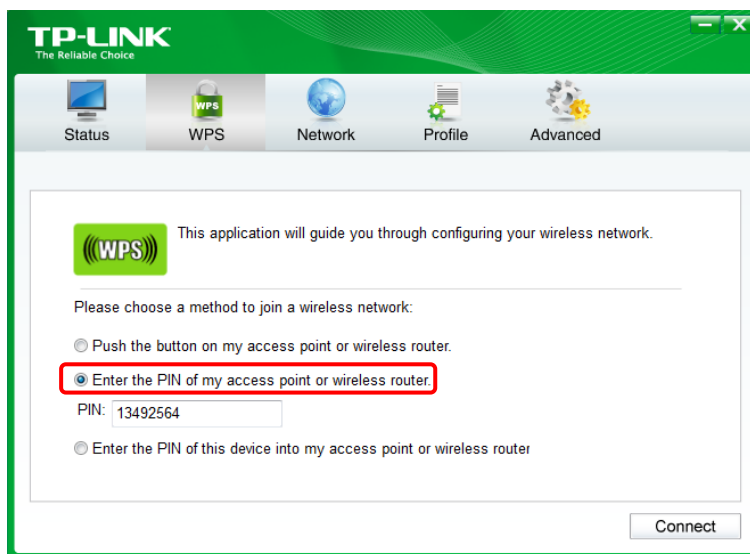 TP-LINK
The Reliable Choice
Status WPS Network Profile Advanced
WPS
This application will guide you through configuring your wireless network.
Please choose a method to join a wireless network:
Push the button on my access point or wireless router.
Enter the PIN of my access point or wireless router.
PIN: 13492564
Enter the PIN of this device into my access point or wireless router
Connect